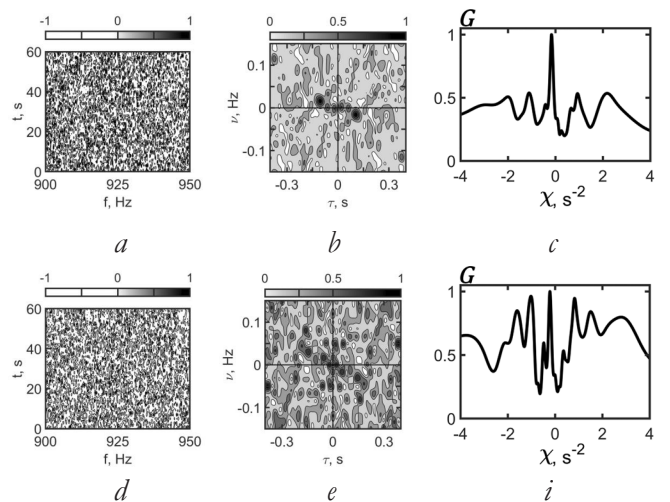 G
-1 0 1
0 0.5 1
1
60
0.15
t, s
40
ν, Hz
0
0.5
20
-0.1
0
0
900 925 950
-0.3 0 0.3
-4 -2 0 2 4
f, Hz
τ, s
χ, s⁻²
a
b
c
G
-1 0 1
0 0.5 1
1
60
0.1
t, s
40
ν, Hz
0
0.5
20
-0.1
0
0
900 925 950
-0.3 0 0.3
-4 -2 0 2 4
f, Hz
τ, s
χ, s⁻²
d
e
i